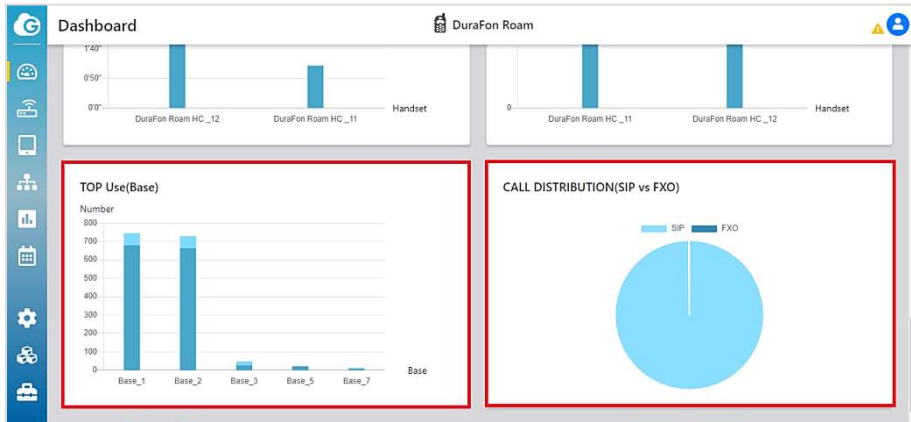 G
Dashboard
DuraFon Roam
1'40"
0'50"
0'0"
DuraFon Roam HC _12
DuraFon Roam HC _11
Handset
0
DuraFon Roam HC _11
DuraFon Roam HC _12
Handset
TOP Use(Base)
Number
800
700
600
500
400
300
200
100
0
Base_1
Base_2
Base_3
Base_5
Base_7
Base
CALL DISTRIBUTION(SIP vs FXO)
SIP
FXO